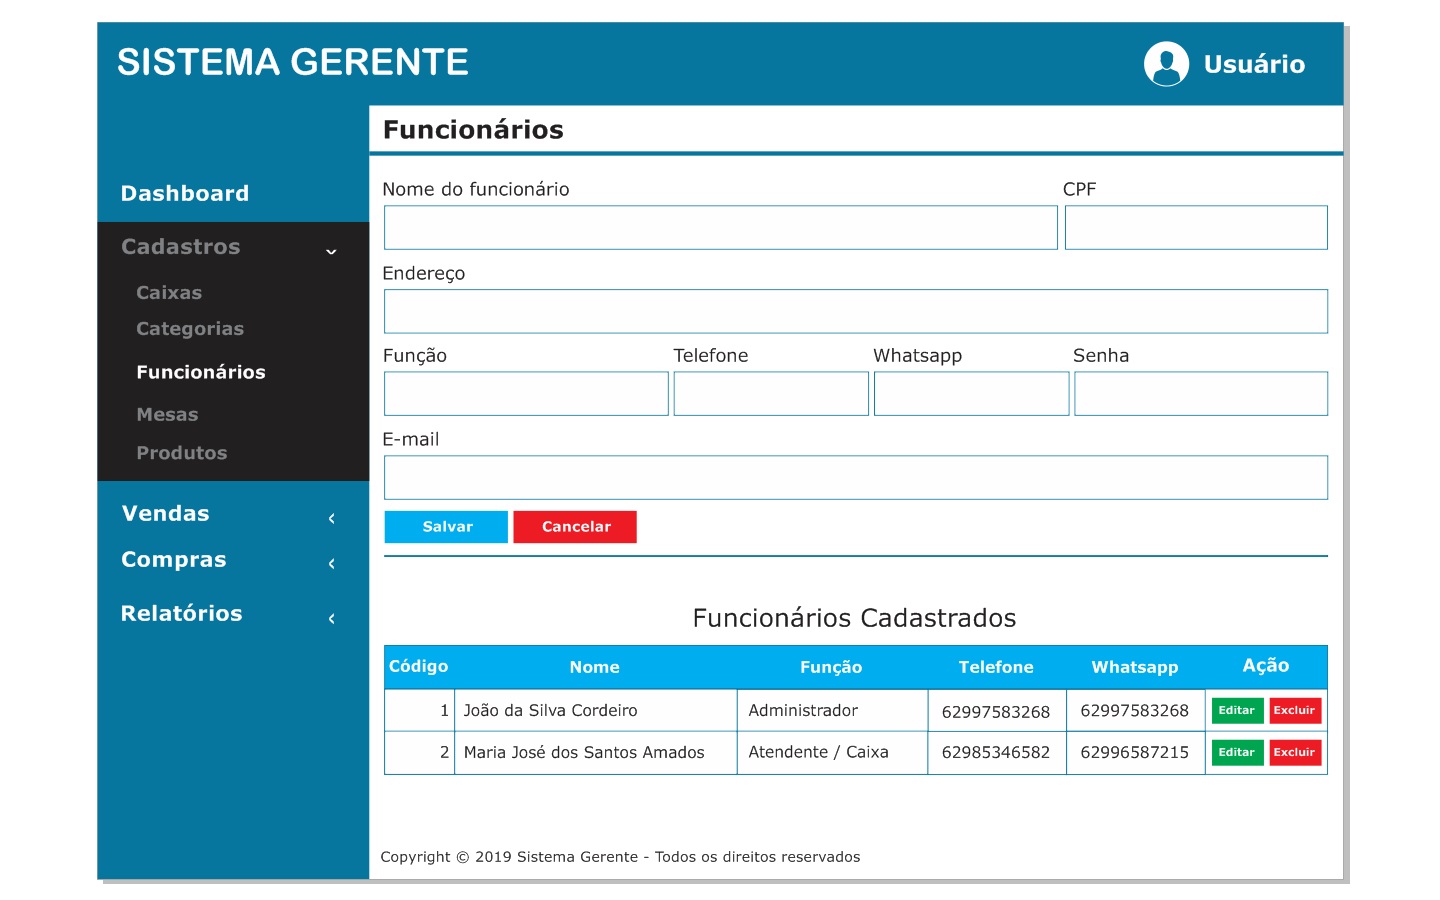 SISTEMA GERENTE
Usuário
Funcionários
Dashboard
Cadastros
Caixas
Categorias
Funcionários
Mesas
Produtos
Vendas
Compras
Relatórios
Nome do funcionário CPF
Endereço
Função Telefone Whatsapp Senha
E-mail
Salvar Cancelar
Funcionários Cadastrados
Código Nome Função Telefone Whatsapp Ação
1 João da Silva Cordeiro Administrador 62997583268 62997583268 Editar Excluir
2 Maria José dos Santos Amados Atendente / Caixa 62985346582 62996587215 Editar Excluir
Copyright © 2019 Sistema Gerente - Todos os direitos reservados